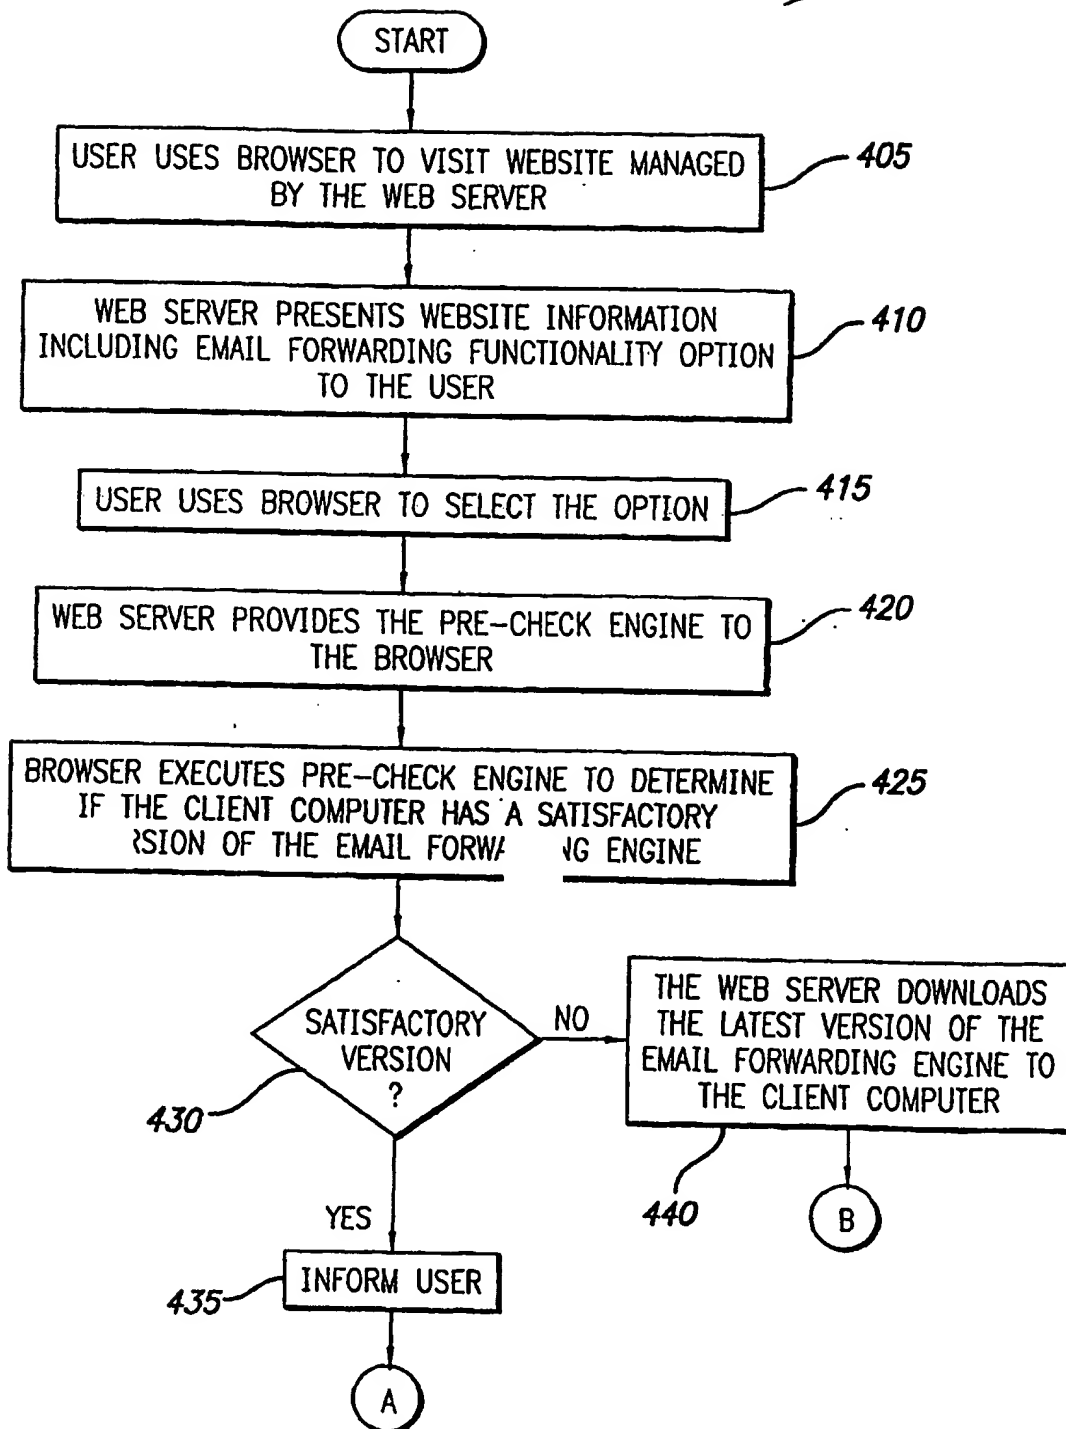 START
USER USES BROWSER TO VISIT WEBSITE MANAGED
BY THE WEB SERVER
405
WEB SERVER PRESENTS WEBSITE INFORMATION
INCLUDING EMAIL FORWARDING FUNCTIONALITY OPTION
TO THE USER
410
USER USES BROWSER TO SELECT THE OPTION
415
WEB SERVER PROVIDES THE PRE-CHECK ENGINE TO
THE BROWSER
420
BROWSER EXECUTES PRE-CHECK ENGINE TO DETERMINE
IF THE CLIENT COMPUTER HAS A SATISFACTORY
OF THE EMAIL ENGINE
425
SATISFACTORY
VERSION
?
430
NO
THE WEB SERVER DOWNLOADS
THE LATEST VERSION OF THE
EMAIL FORWARDING ENGINE TO
THE CLIENT COMPUTER
440
B
YES
INFORM USER
435
A